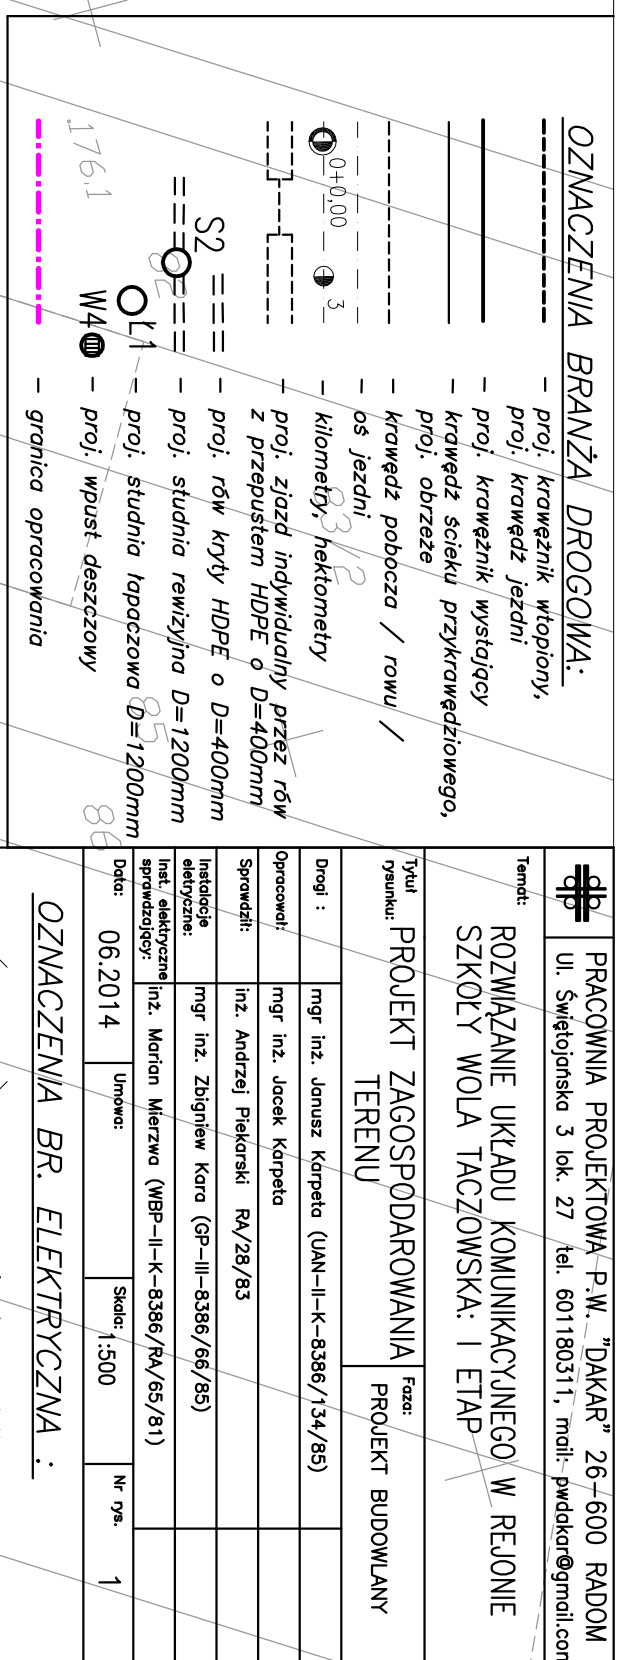 OZNACZENIA BRANŻA DROGOWA:
- proj. krawężnik wtopiony,
proj. krawędź jezdni
- proj. krawężnik wystający
- krawędź ścieku przykrawędziowego,
proj. obrzeże
- krawędź pobocza / rowu /
- oś jezdni
0+0,00
3
- kilometry, hektometry
- proj. zjazd indywidualny przez rów
z przepustem HDPE o D=400mm
- proj. rów kryty HDPE o D=400mm
S2
- proj. studnia rewizyjna D=1200mm
Ł1
- proj. studnia łapaczowa D=1200mm
W4
- proj. wpust deszczowy
- granica opracowania
176.1
82
83/2
85
86
PRACOWNIA PROJEKTOWA P.W. "DAKAR" 26-600 RADOM
Ul. Świętojańska 3 lok. 27 tel. 601180311, mail: pwdakar@gmail.com
Temat:
ROZWIĄZANIE UKŁADU KOMUNIKACYJNEGO W REJONIE
SZKOŁY WOLA TACZOWSKA: I ETAP
Tytuł
rysunku:
PROJEKT ZAGOSPODAROWANIA
TERENU
Faza:
PROJEKT BUDOWLANY
Drogi :
mgr inż. Janusz Karpeta (UAN-II-K-8386/134/85)
Opracował:
mgr inż. Jacek Karpeta
Sprawdził:
inż. Andrzej Piekarski RA/28/83
Instalacje
eletryczne:
mgr inż. Zbigniew Kara (GP-III-8386/66/85)
Inst. elektryczne
sprawdzający:
inż. Marian Mierzwa (WBP-II-K-8386/RA/65/81)
Data:
06.2014
Umowa:
Skala: 1:500
Nr rys.
1
OZNACZENIA BR. ELEKTRYCZNA :